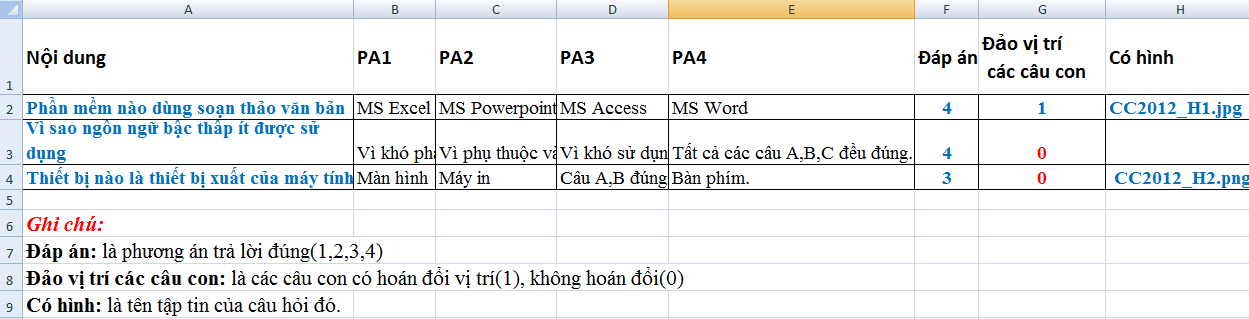 A B C D E F G H
1 Nội dung PA1 PA2 PA3 PA4 Đáp án Đảo vị trí các câu con Có hình
2 Phần mềm nào dùng soạn thảo văn bản MS Excel MS Powerpoint MS Access MS Word 4 1 CC2012_H1.jpg
Vì sao ngôn ngữ bậc thấp ít được sử
3 dụng Vì khó ph Vì phụ thuộc và Vì khó sử dụn Tất cả các câu A,B,C đều đúng. 4 0
4 Thiết bị nào là thiết bị xuất của máy tính Màn hình Máy in Câu A,B đúng Bàn phím. 3 0 CC2012_H2.png
5
6 Ghi chú:
7 Đáp án: là phương án trả lời đúng(1,2,3,4)
8 Đảo vị trí các câu con: là các câu con có hoán đổi vị trí(1), không hoán đổi(0)
9 Có hình: là tên tập tin của câu hỏi đó.